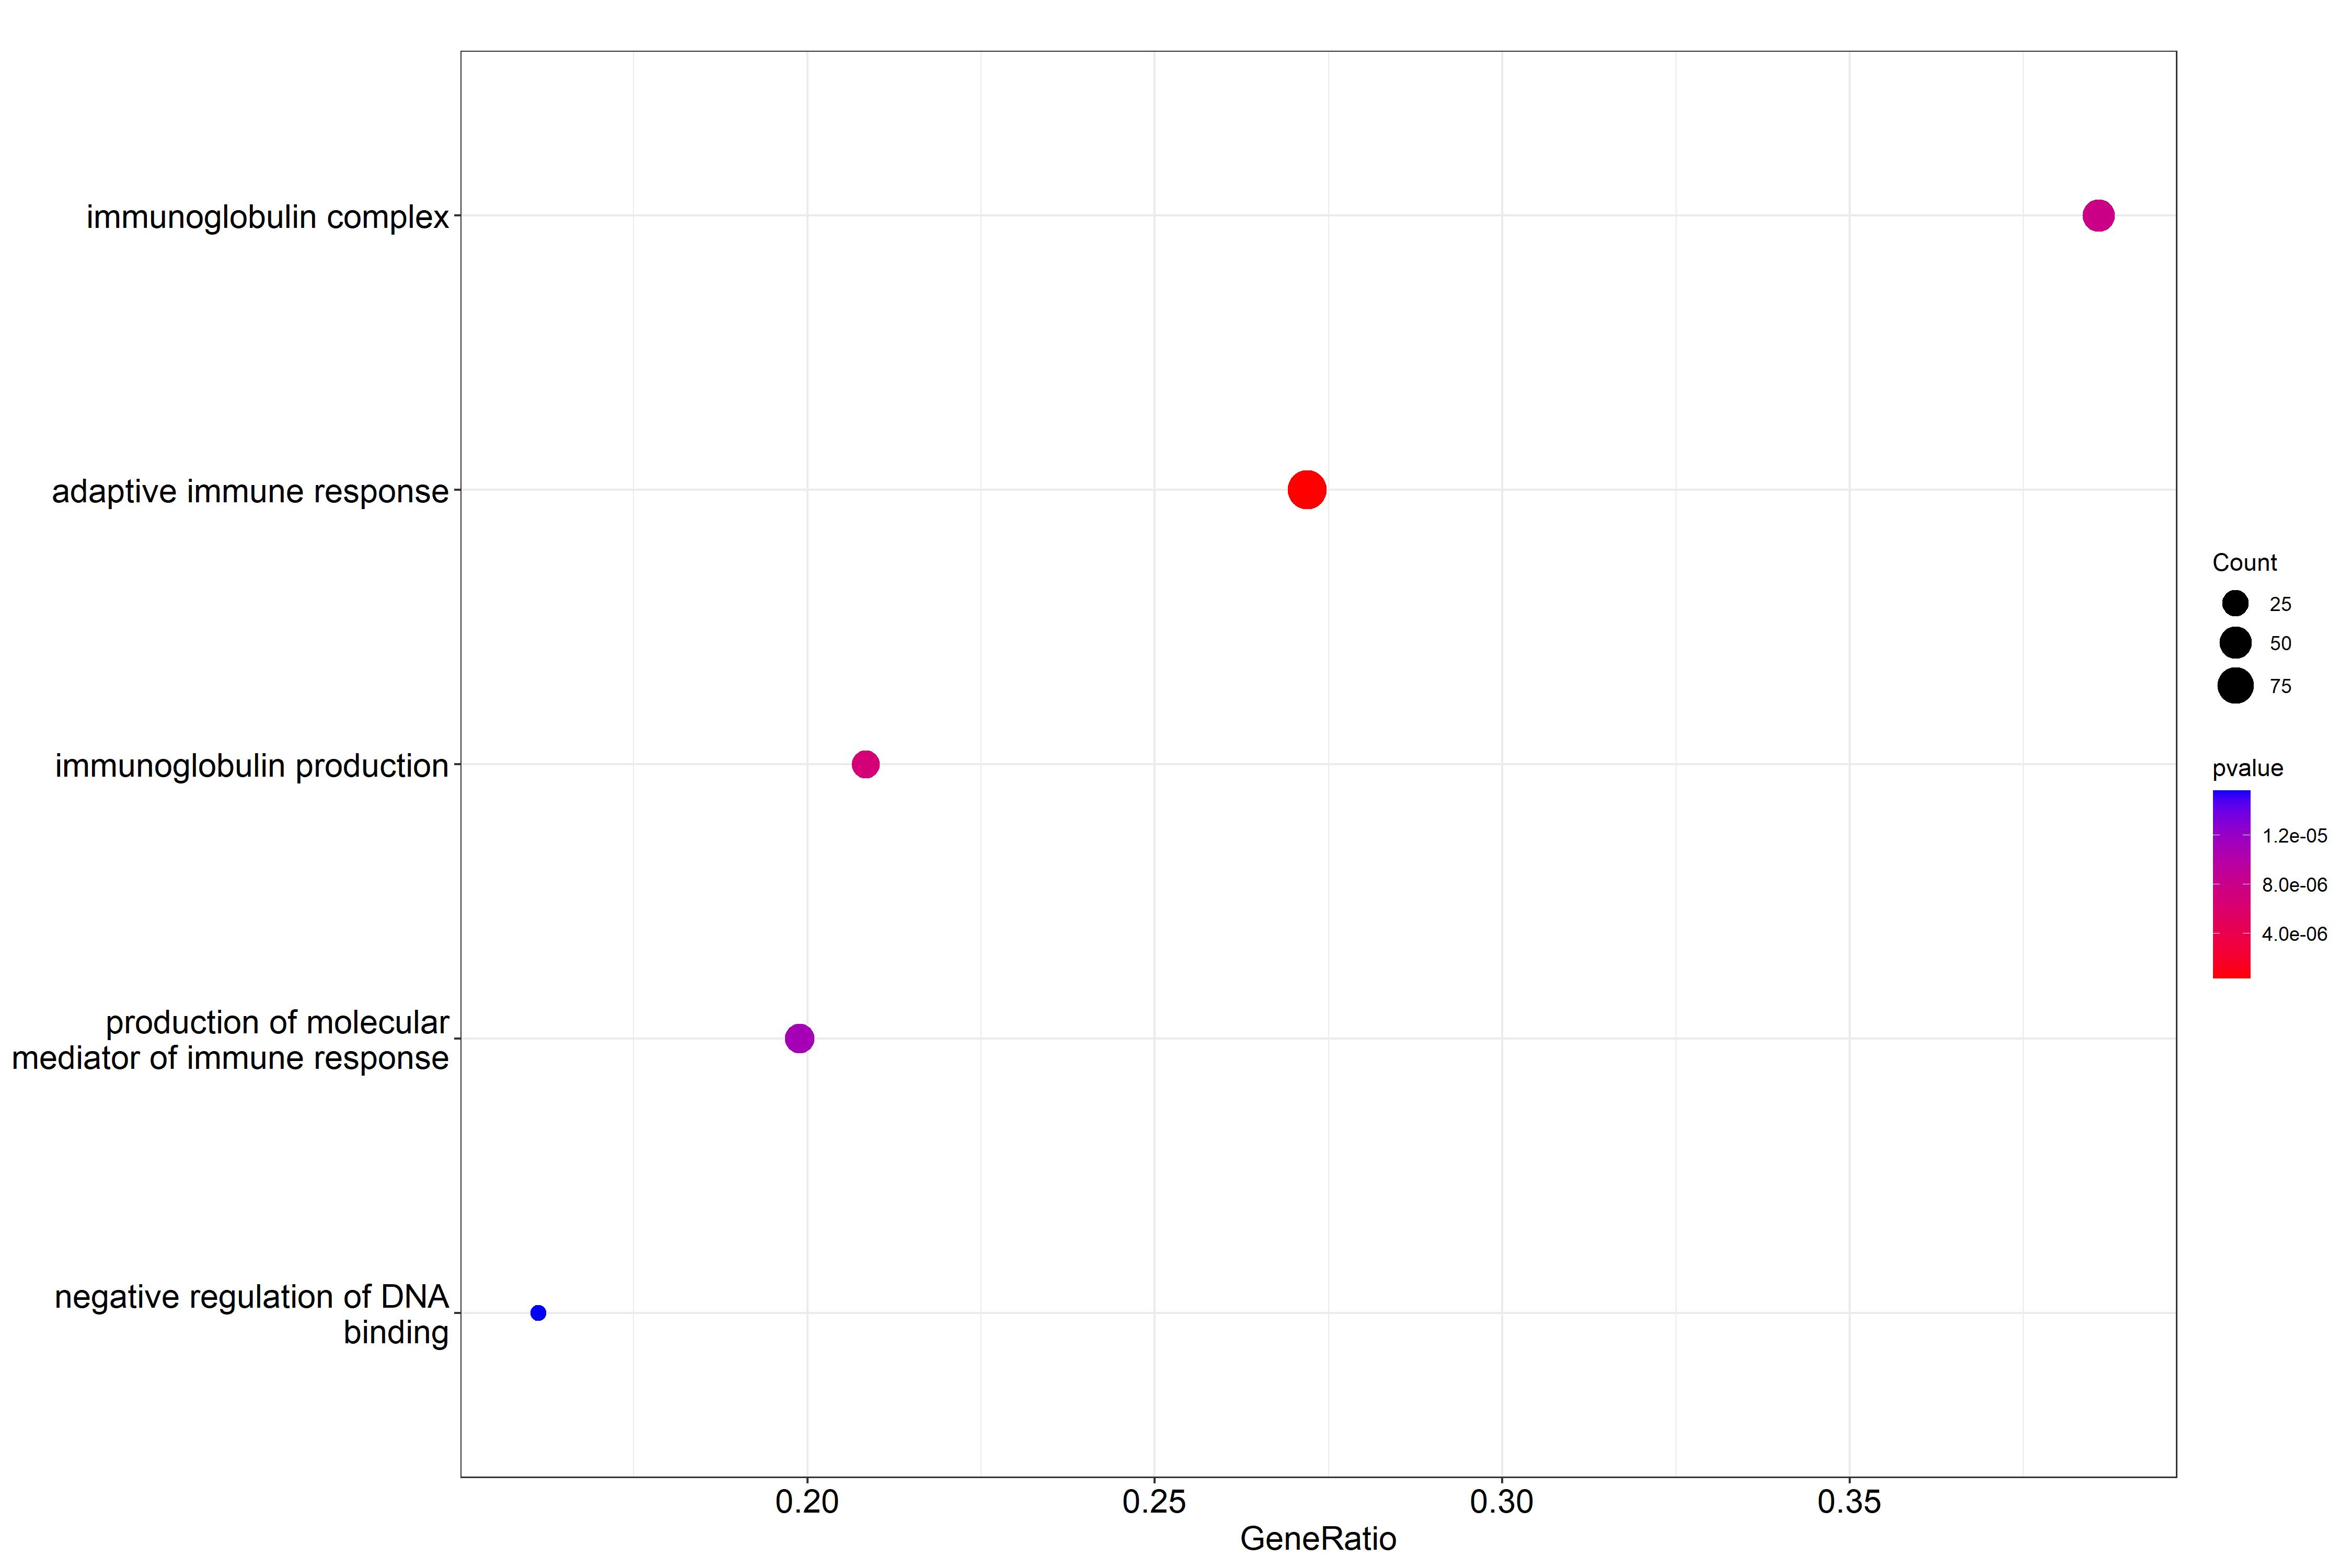 immunoglobulin complex
adaptive immune response
immunoglobulin production
production of molecular
mediator of immune response
negative regulation of DNA
binding
0.20
0.25
0.30
0.35
GeneRatio
Count
25
50
75
pvalue
1.2e-05
8.0e-06
4.0e-06